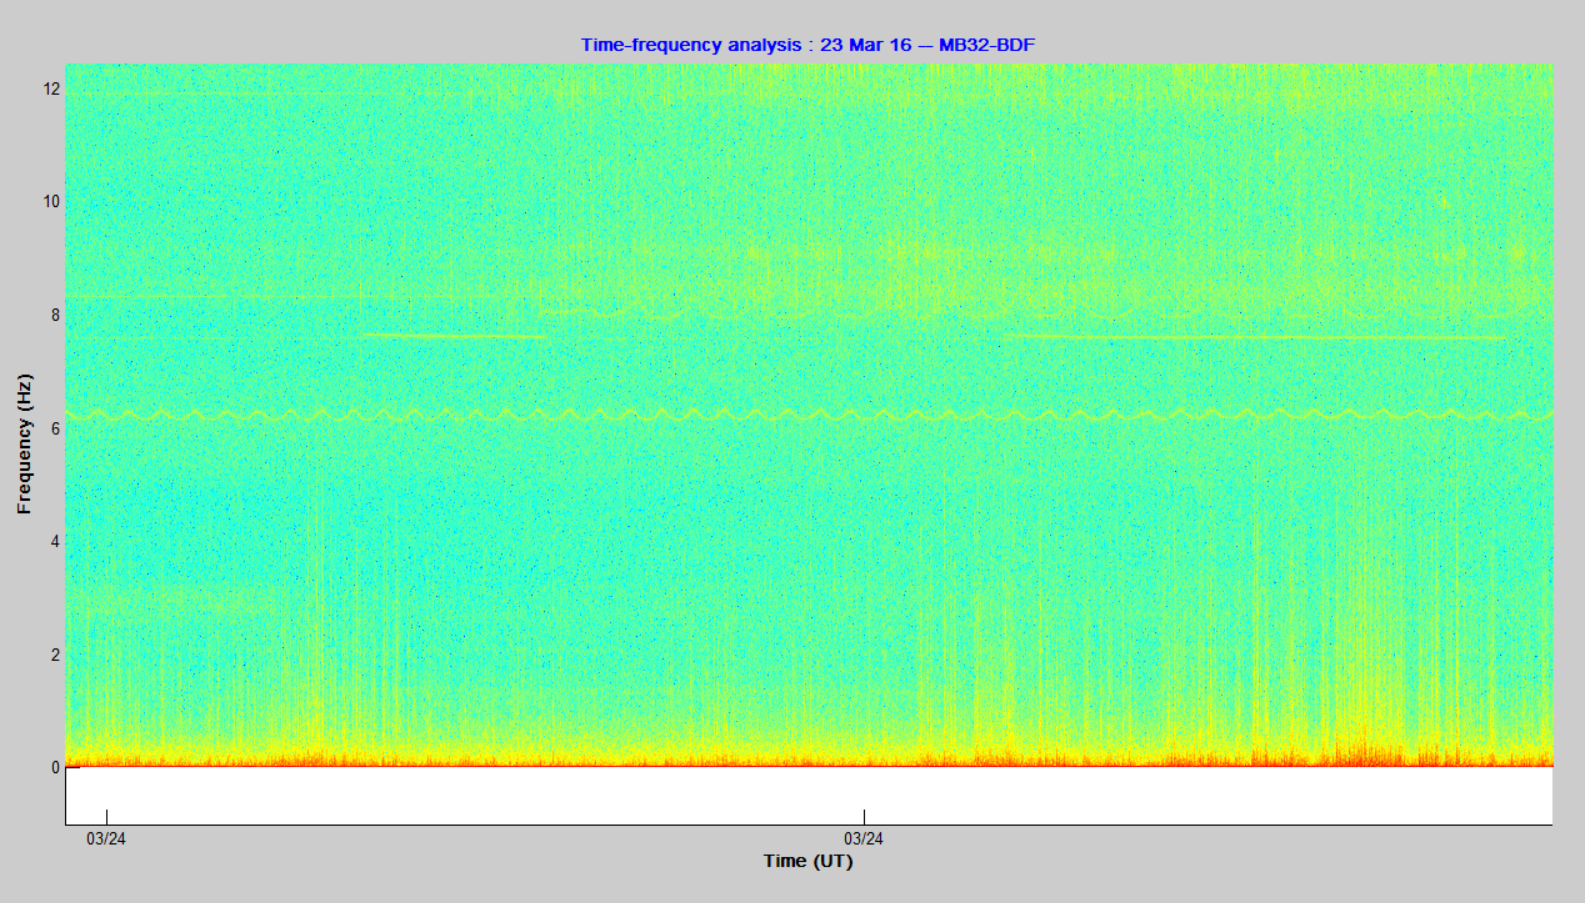 Time-frequency analysis : 23 Mar 16 -- MB32-BDF
12
10
8
6
4
2
0
Frequency (Hz)
03/24 03/24
Time (UT)